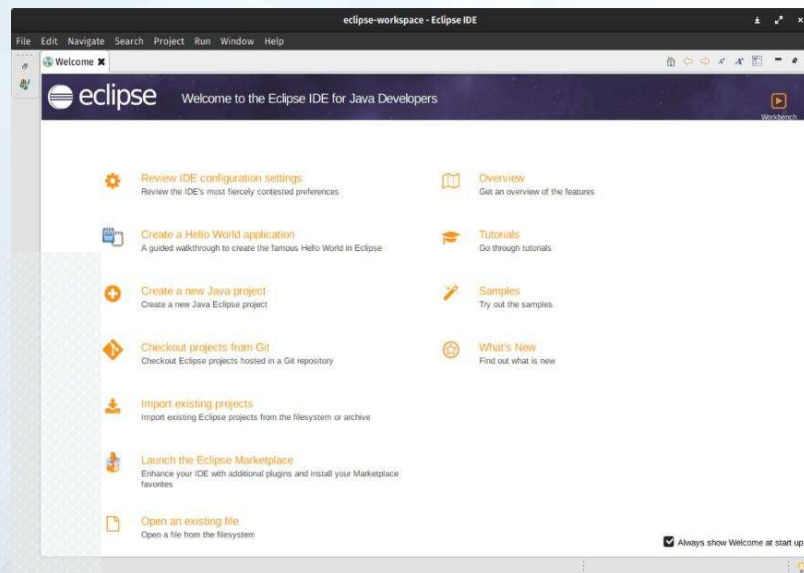 eclipse-workspace - Eclipse IDE
File Edit Navigate Search Project Run Window Help
Welcome
eclipse Welcome to the Eclipse IDE for Java Developers
Workbench
Review IDE configuration settings
Review the IDE's most fiercely contested preferences
Create a Hello World application
A guided walkthrough to create the famous Hello World in Eclipse
Create a new Java project
Create a new Java Eclipse project
Checkout projects from Git
Checkout Eclipse projects hosted in a Git repository
Import existing projects
Import existing Eclipse projects from the filesystem or archive
Launch the Eclipse Marketplace
Enhance your IDE with additional plugins and install your Marketplace
favorites
Open an existing file
Open a file from the filesystem
Overview
Get an overview of the features
Tutorials
Go through tutorials
Samples
Try out the samples
What's New
Find out what is new
Always show Welcome at start up